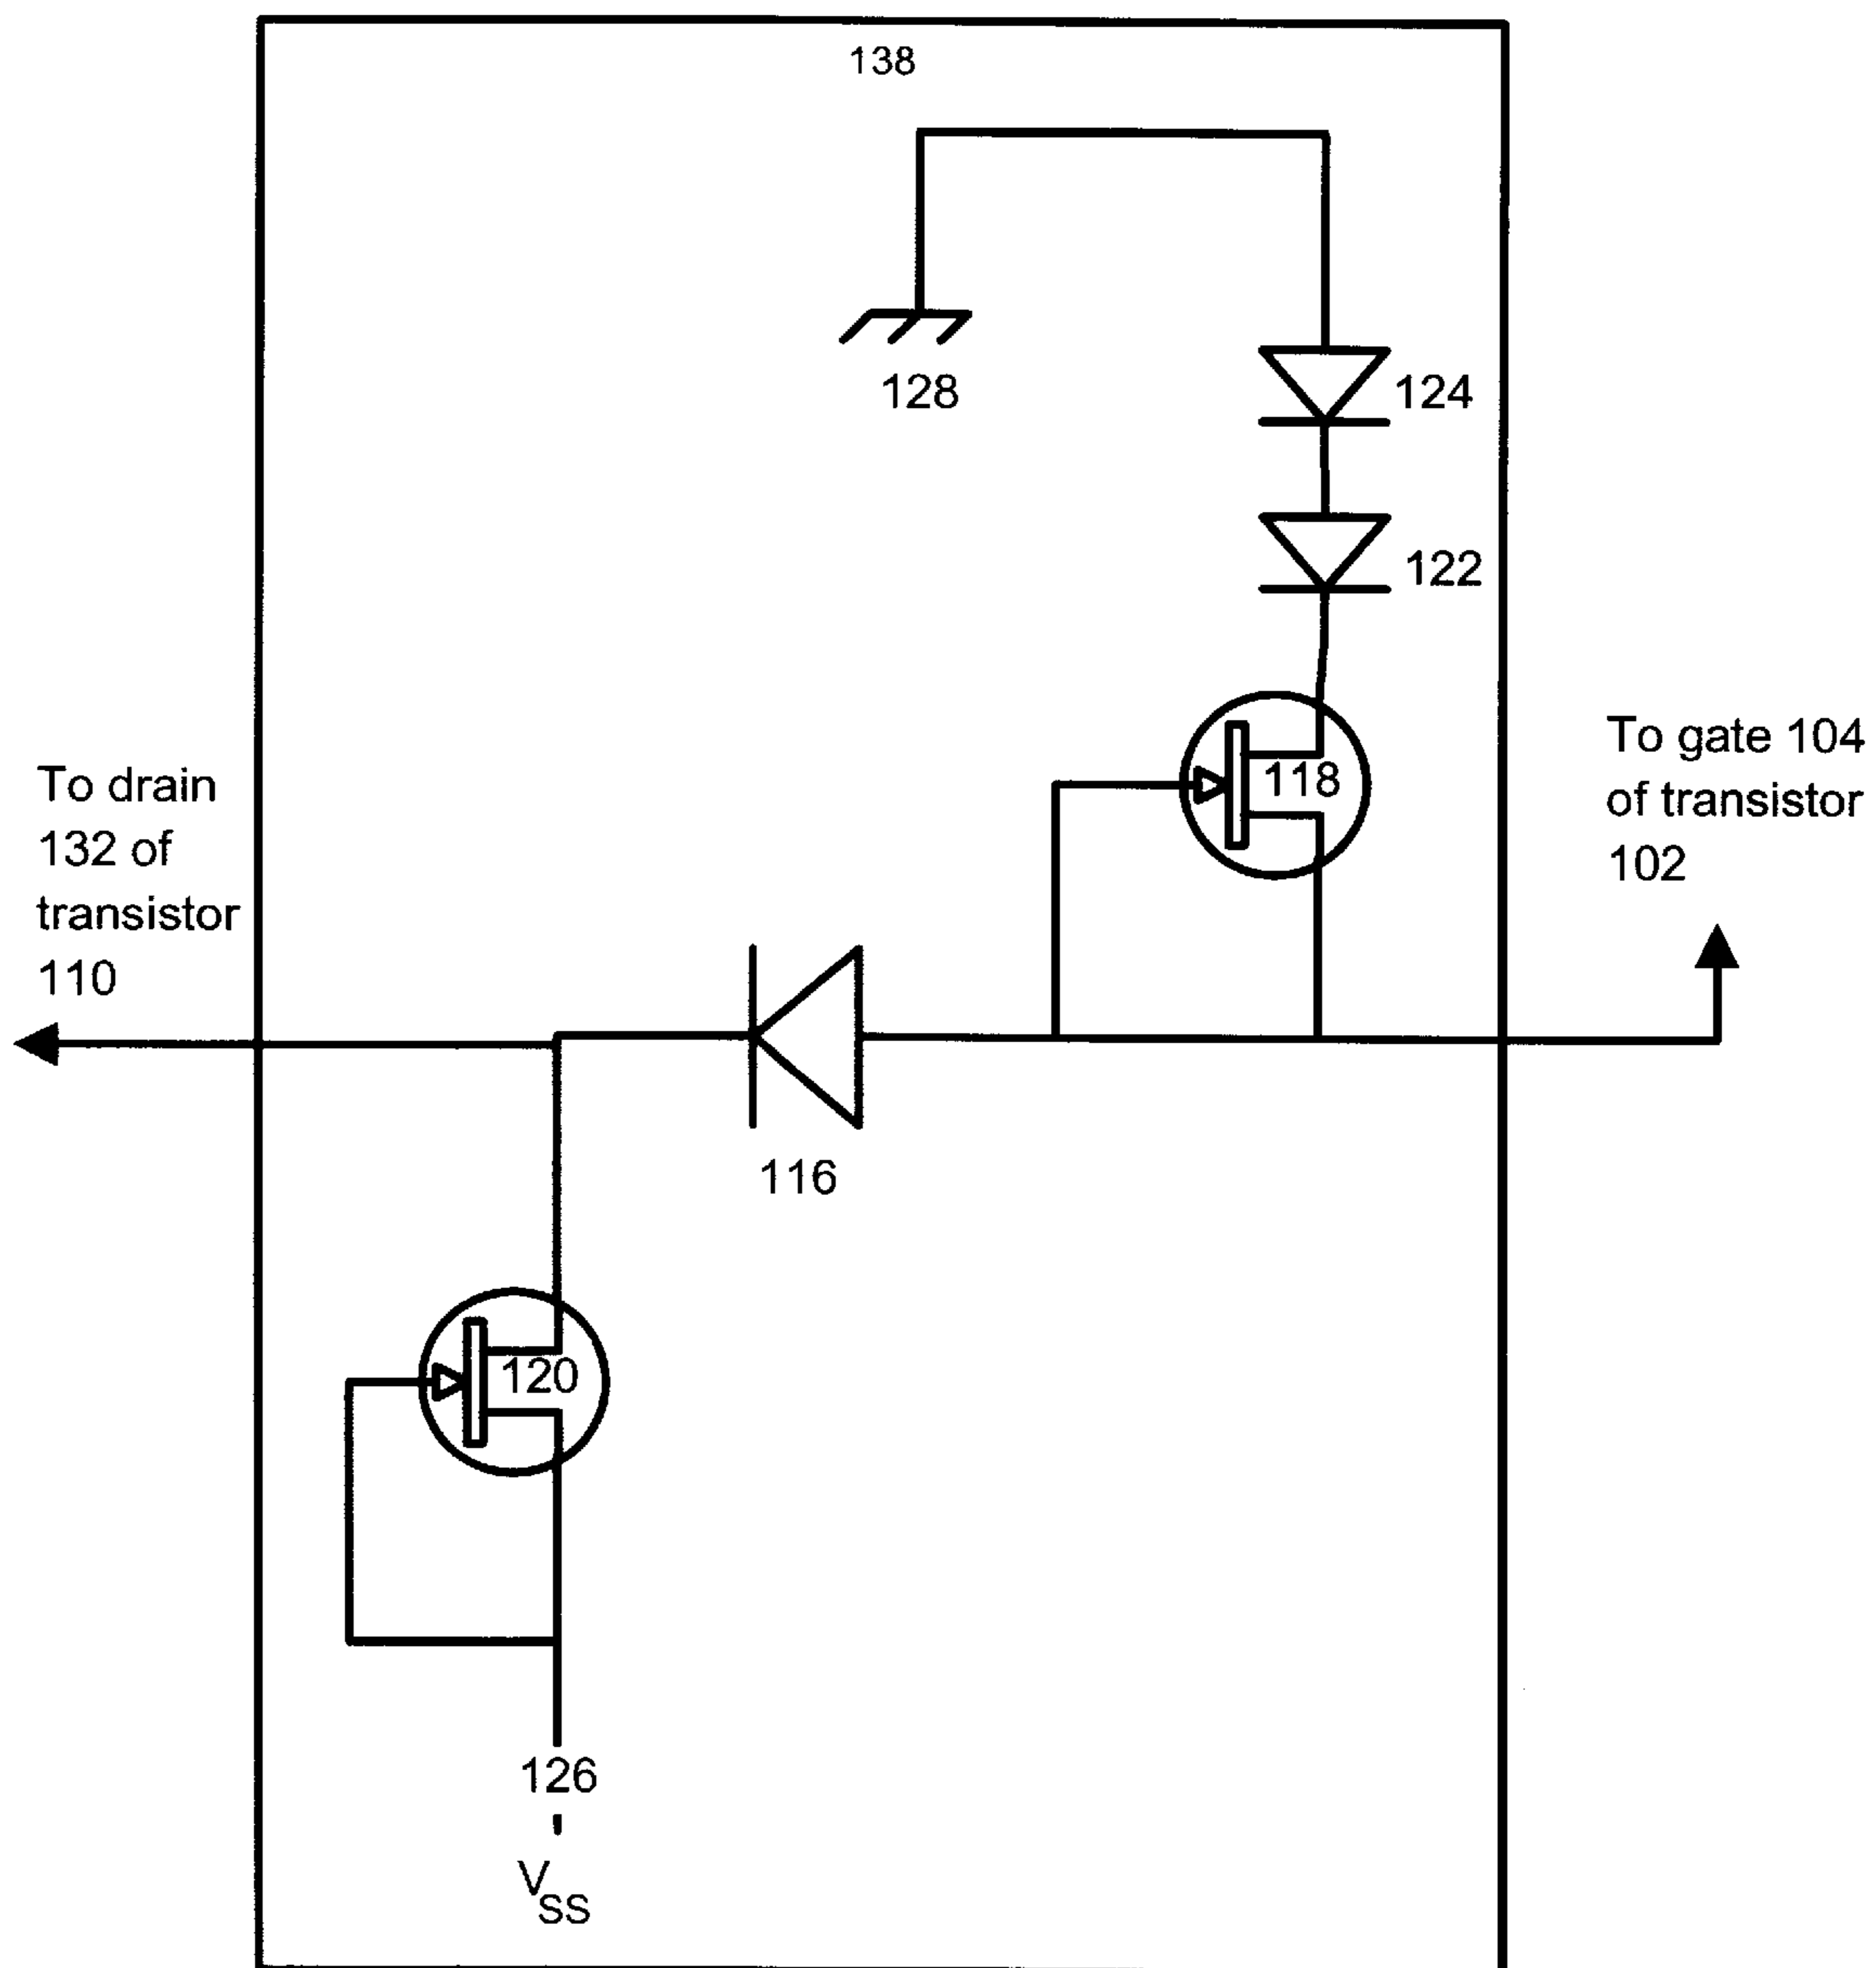 138
128
124
122
118
To gate 104
of transistor
102
To drain
132 of
transistor
110
116
120
126
VSS